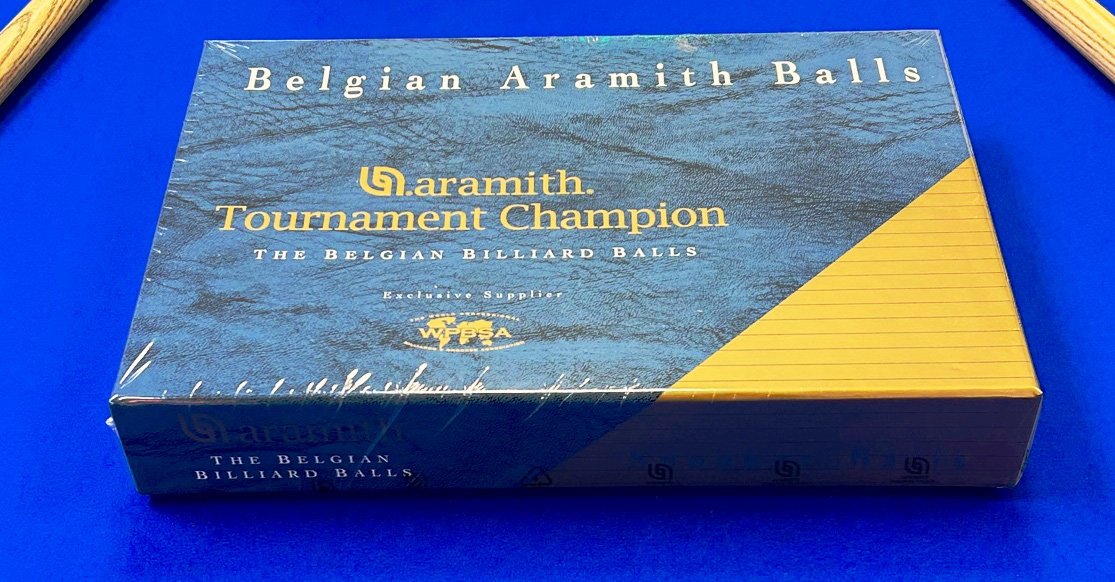 Belgian Aramith Balls
aramith.
Tournament Champion
THE BELGIAN BILLIARD BALLS
Exclusive Supplier
WPBSA
aramith
THE BELGIAN
BILLIARD BALLS